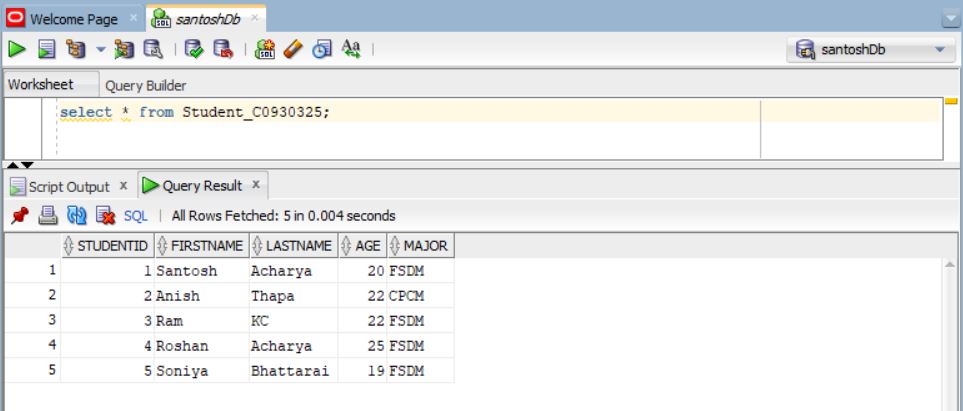 Welcome Page × santoshDb ×
santoshDb
Worksheet Query Builder
select * from Student_C0930325;
Script Output x Query Result x
SQL | All Rows Fetched: 5 in 0.004 seconds
STUDENTID FIRSTNAME LASTNAME AGE MAJOR
1 1 Santosh Acharya 20 FSDM
2 2 Anish Thapa 22 CPCM
3 3 Ram KC 22 FSDM
4 4 Roshan Acharya 25 FSDM
5 5 Soniya Bhattarai 19 FSDM